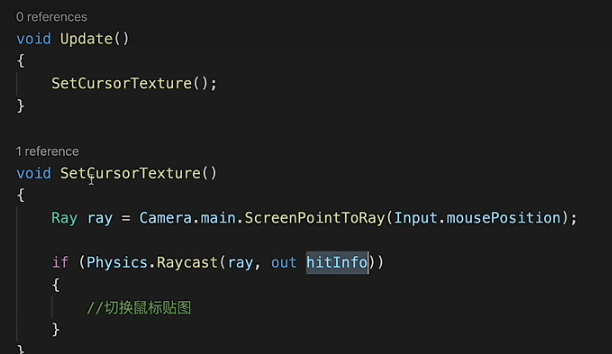 0 references
void Update()
{
SetCursorTexture();
}
1 reference
void SetCursorTexture()
{
Ray ray = Camera.main.ScreenPointToRay(Input.mousePosition);
if (Physics.Raycast(ray, out hitInfo))
{
//切换鼠标贴图
}
}